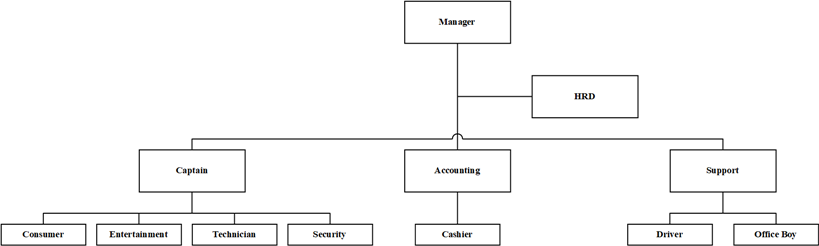 Manager
HRD
Captain
Accounting
Support
Consumer
Entertainment
Technician
Security
Cashier
Driver
Office Boy